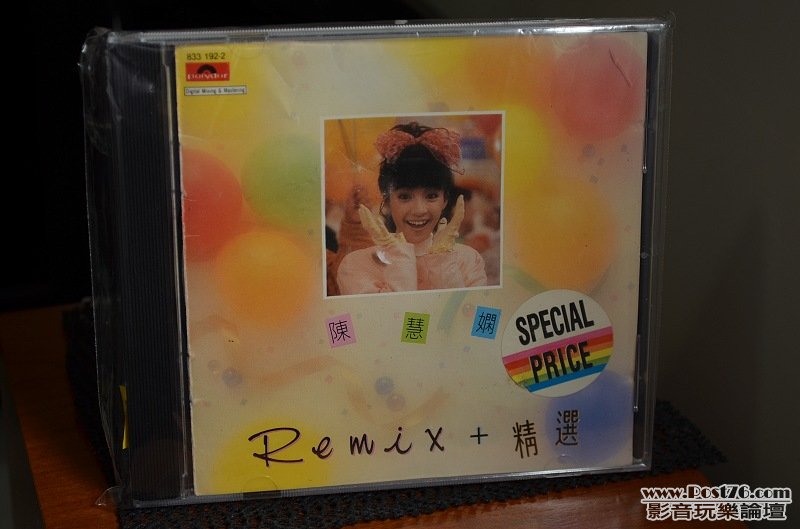 833 192-2
polydor
Digital Mixing & Mastering
陳慧嫻
SPECIAL
PRICE
Remix + 精選
www.Post76.com
影音玩樂論壇